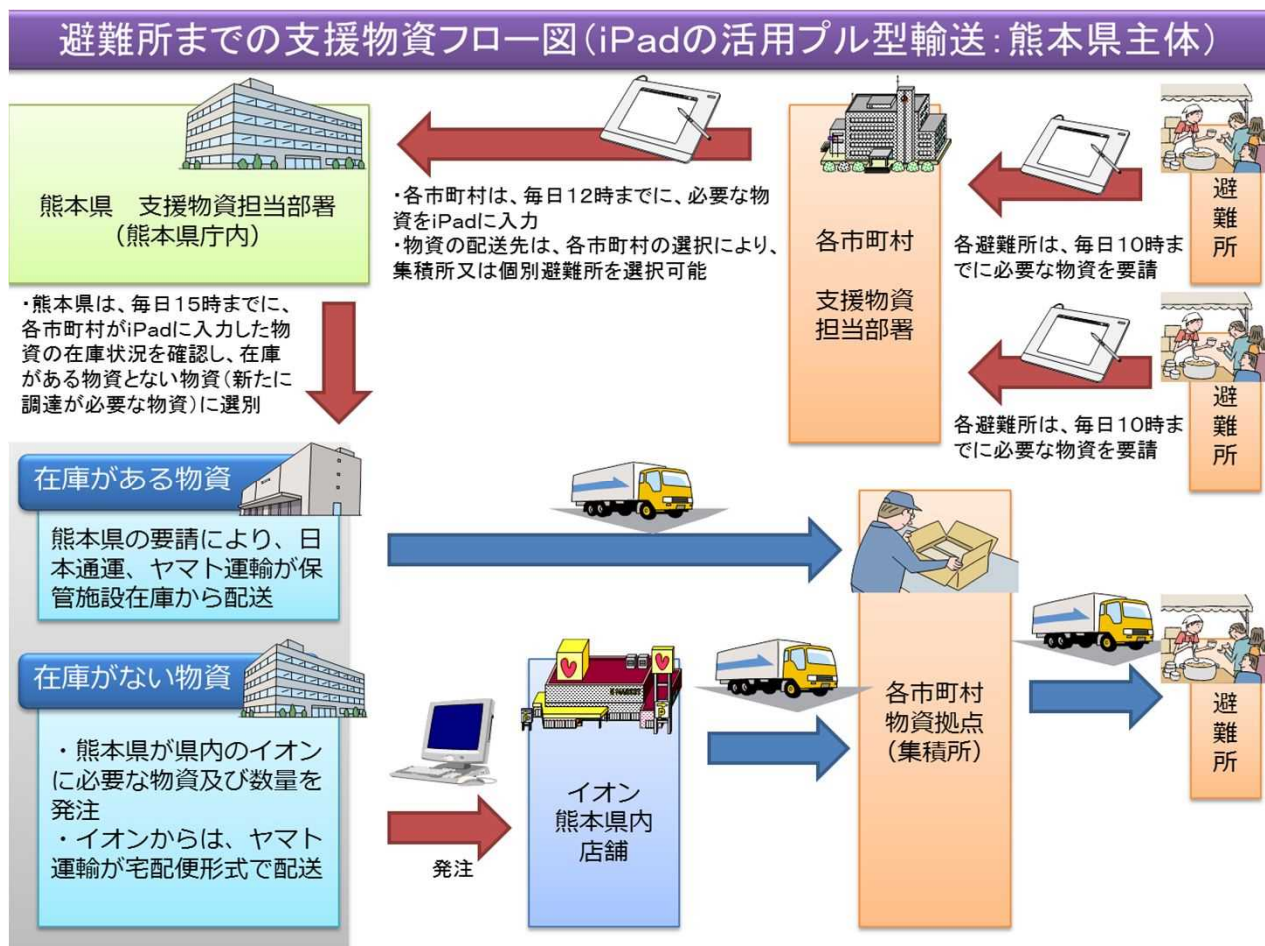 避難所までの支援物資フロー図(iPadの活用プル型輸送:熊本県主体)
熊本県 支援物資担当部署
(熊本県庁内)
・各市町村は、毎日12時までに、必要な物
資をiPadに入力
・物資の配送先は、各市町村の選択により、
集積所又は個別避難所を選択可能
各市町村
支援物資
担当部署
各避難所は、毎日10時ま
でに必要な物資を要請
避
難
所
・熊本県は、毎日15時までに、
各市町村がiPadに入力した物
資の在庫状況を確認し、在庫
がある物資とない物資(新たに
調達が必要な物資)に選別
各避難所は、毎日10時ま
でに必要な物資を要請
避
難
所
在庫がある物資
熊本県の要請により、日
本通運、ヤマト運輸が保
管施設在庫から配送
在庫がない物資
・熊本県が県内のイオン
に必要な物資及び数量を
発注
・イオンからは、ヤマト
運輸が宅配便形式で配送
発注
イオン
熊本県内
店舗
各市町村
物資拠点
(集積所)
避
難
所